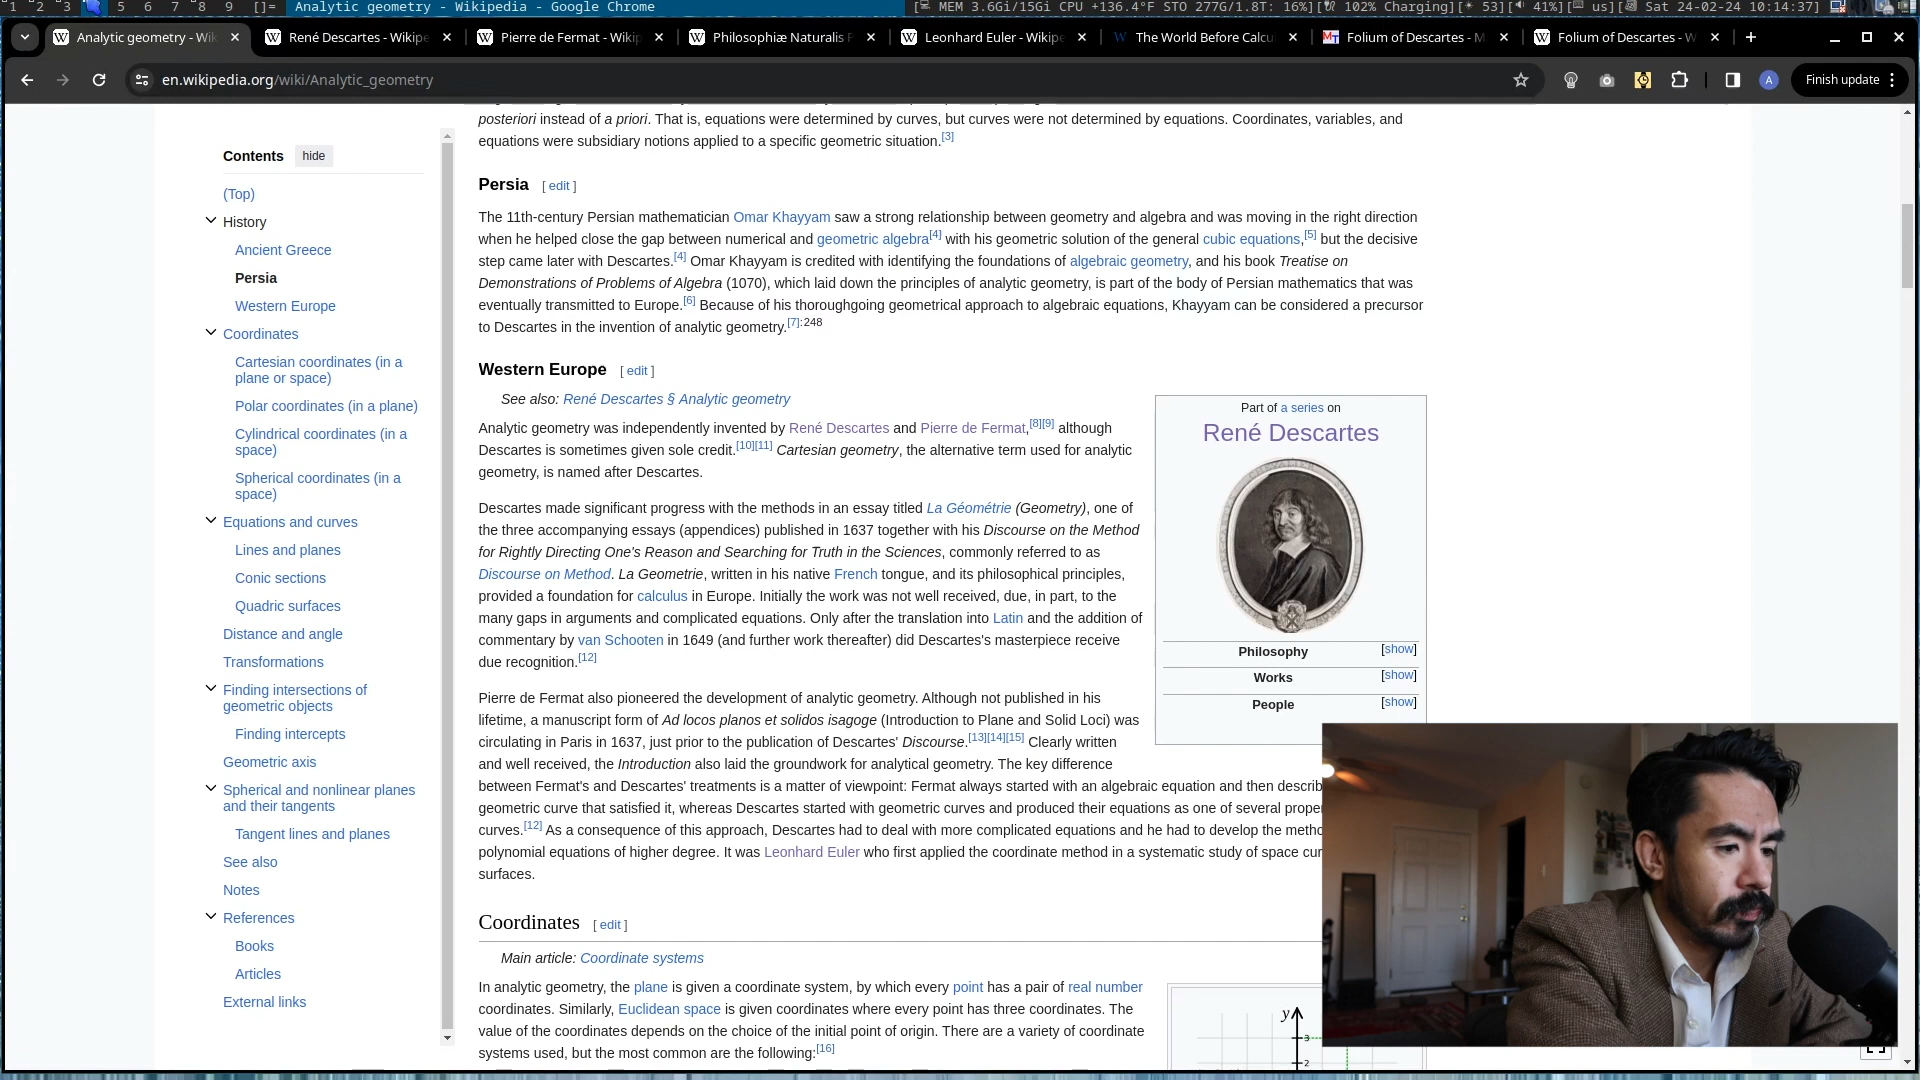 1 2 3 5 6 7 8 9 []= Analytic geometry - Wikipedia - Google Chrome MEM 3.6Gi/15Gi CPU +136.4°F STO 277G/1.8T: 16%][ 102% Charging][ 53][ 41%][ us][ Sat 24-02-24 10:14:37]
Analytic geometry - Wik René Descartes - Wikipe Pierre de Fermat - Wikip Philosophiæ Naturalis P Leonhard Euler - Wikipe The World Before Calcu Folium of Descartes - M Folium of Descartes - W
en.wikipedia.org/wiki/Analytic_geometry A Finish update
Contents hide
(Top)
History
Ancient Greece
Persia
Western Europe
Coordinates
Cartesian coordinates (in a
plane or space)
Polar coordinates (in a plane)
Cylindrical coordinates (in a
space)
Spherical coordinates (in a
space)
Equations and curves
Lines and planes
Conic sections
Quadric surfaces
Distance and angle
Transformations
Finding intersections of
geometric objects
Finding intercepts
Geometric axis
Spherical and nonlinear planes
and their tangents
Tangent lines and planes
See also
Notes
References
Books
Articles
External links
posteriori instead of a priori. That is, equations were determined by curves, but curves were not determined by equations. Coordinates, variables, and
equations were subsidiary notions applied to a specific geometric situation.[3]
Persia [ edit ]
The 11th-century Persian mathematician Omar Khayyam saw a strong relationship between geometry and algebra and was moving in the right direction
when he helped close the gap between numerical and geometric algebra[4] with his geometric solution of the general cubic equations,[5] but the decisive
step came later with Descartes.[4] Omar Khayyam is credited with identifying the foundations of algebraic geometry, and his book Treatise on
Demonstrations of Problems of Algebra (1070), which laid down the principles of analytic geometry, is part of the body of Persian mathematics that was
eventually transmitted to Europe.[6] Because of his thoroughgoing geometrical approach to algebraic equations, Khayyam can be considered a precursor
to Descartes in the invention of analytic geometry.[7]:248
Western Europe [ edit ]
See also: René Descartes § Analytic geometry
Analytic geometry was independently invented by René Descartes and Pierre de Fermat,[8][9] although
Descartes is sometimes given sole credit.[10][11] Cartesian geometry, the alternative term used for analytic
geometry, is named after Descartes.
Descartes made significant progress with the methods in an essay titled La Géométrie (Geometry), one of
the three accompanying essays (appendices) published in 1637 together with his Discourse on the Method
for Rightly Directing One's Reason and Searching for Truth in the Sciences, commonly referred to as
Discourse on Method. La Geometrie, written in his native French tongue, and its philosophical principles,
provided a foundation for calculus in Europe. Initially the work was not well received, due, in part, to the
many gaps in arguments and complicated equations. Only after the translation into Latin and the addition of
commentary by van Schooten in 1649 (and further work thereafter) did Descartes's masterpiece receive
due recognition.[12]
Pierre de Fermat also pioneered the development of analytic geometry. Although not published in his
lifetime, a manuscript form of Ad locos planos et solidos isagoge (Introduction to Plane and Solid Loci) was
circulating in Paris in 1637, just prior to the publication of Descartes' Discourse.[13][14][15] Clearly written
and well received, the Introduction also laid the groundwork for analytical geometry. The key difference
between Fermat's and Descartes' treatments is a matter of viewpoint: Fermat always started with an algebraic equation and then describ
geometric curve that satisfied it, whereas Descartes started with geometric curves and produced their equations as one of several proper
curves.[12] As a consequence of this approach, Descartes had to deal with more complicated equations and he had to develop the metho
polynomial equations of higher degree. It was Leonhard Euler who first applied the coordinate method in a systematic study of space cur
surfaces.
Part of a series on
René Descartes
Philosophy [show]
Works [show]
People [show]
Coordinates [ edit ]
Main article: Coordinate systems
In analytic geometry, the plane is given a coordinate system, by which every point has a pair of real number
coordinates. Similarly, Euclidean space is given coordinates where every point has three coordinates. The
value of the coordinates depends on the choice of the initial point of origin. There are a variety of coordinate
systems used, but the most common are the following:[16]
y
3
2